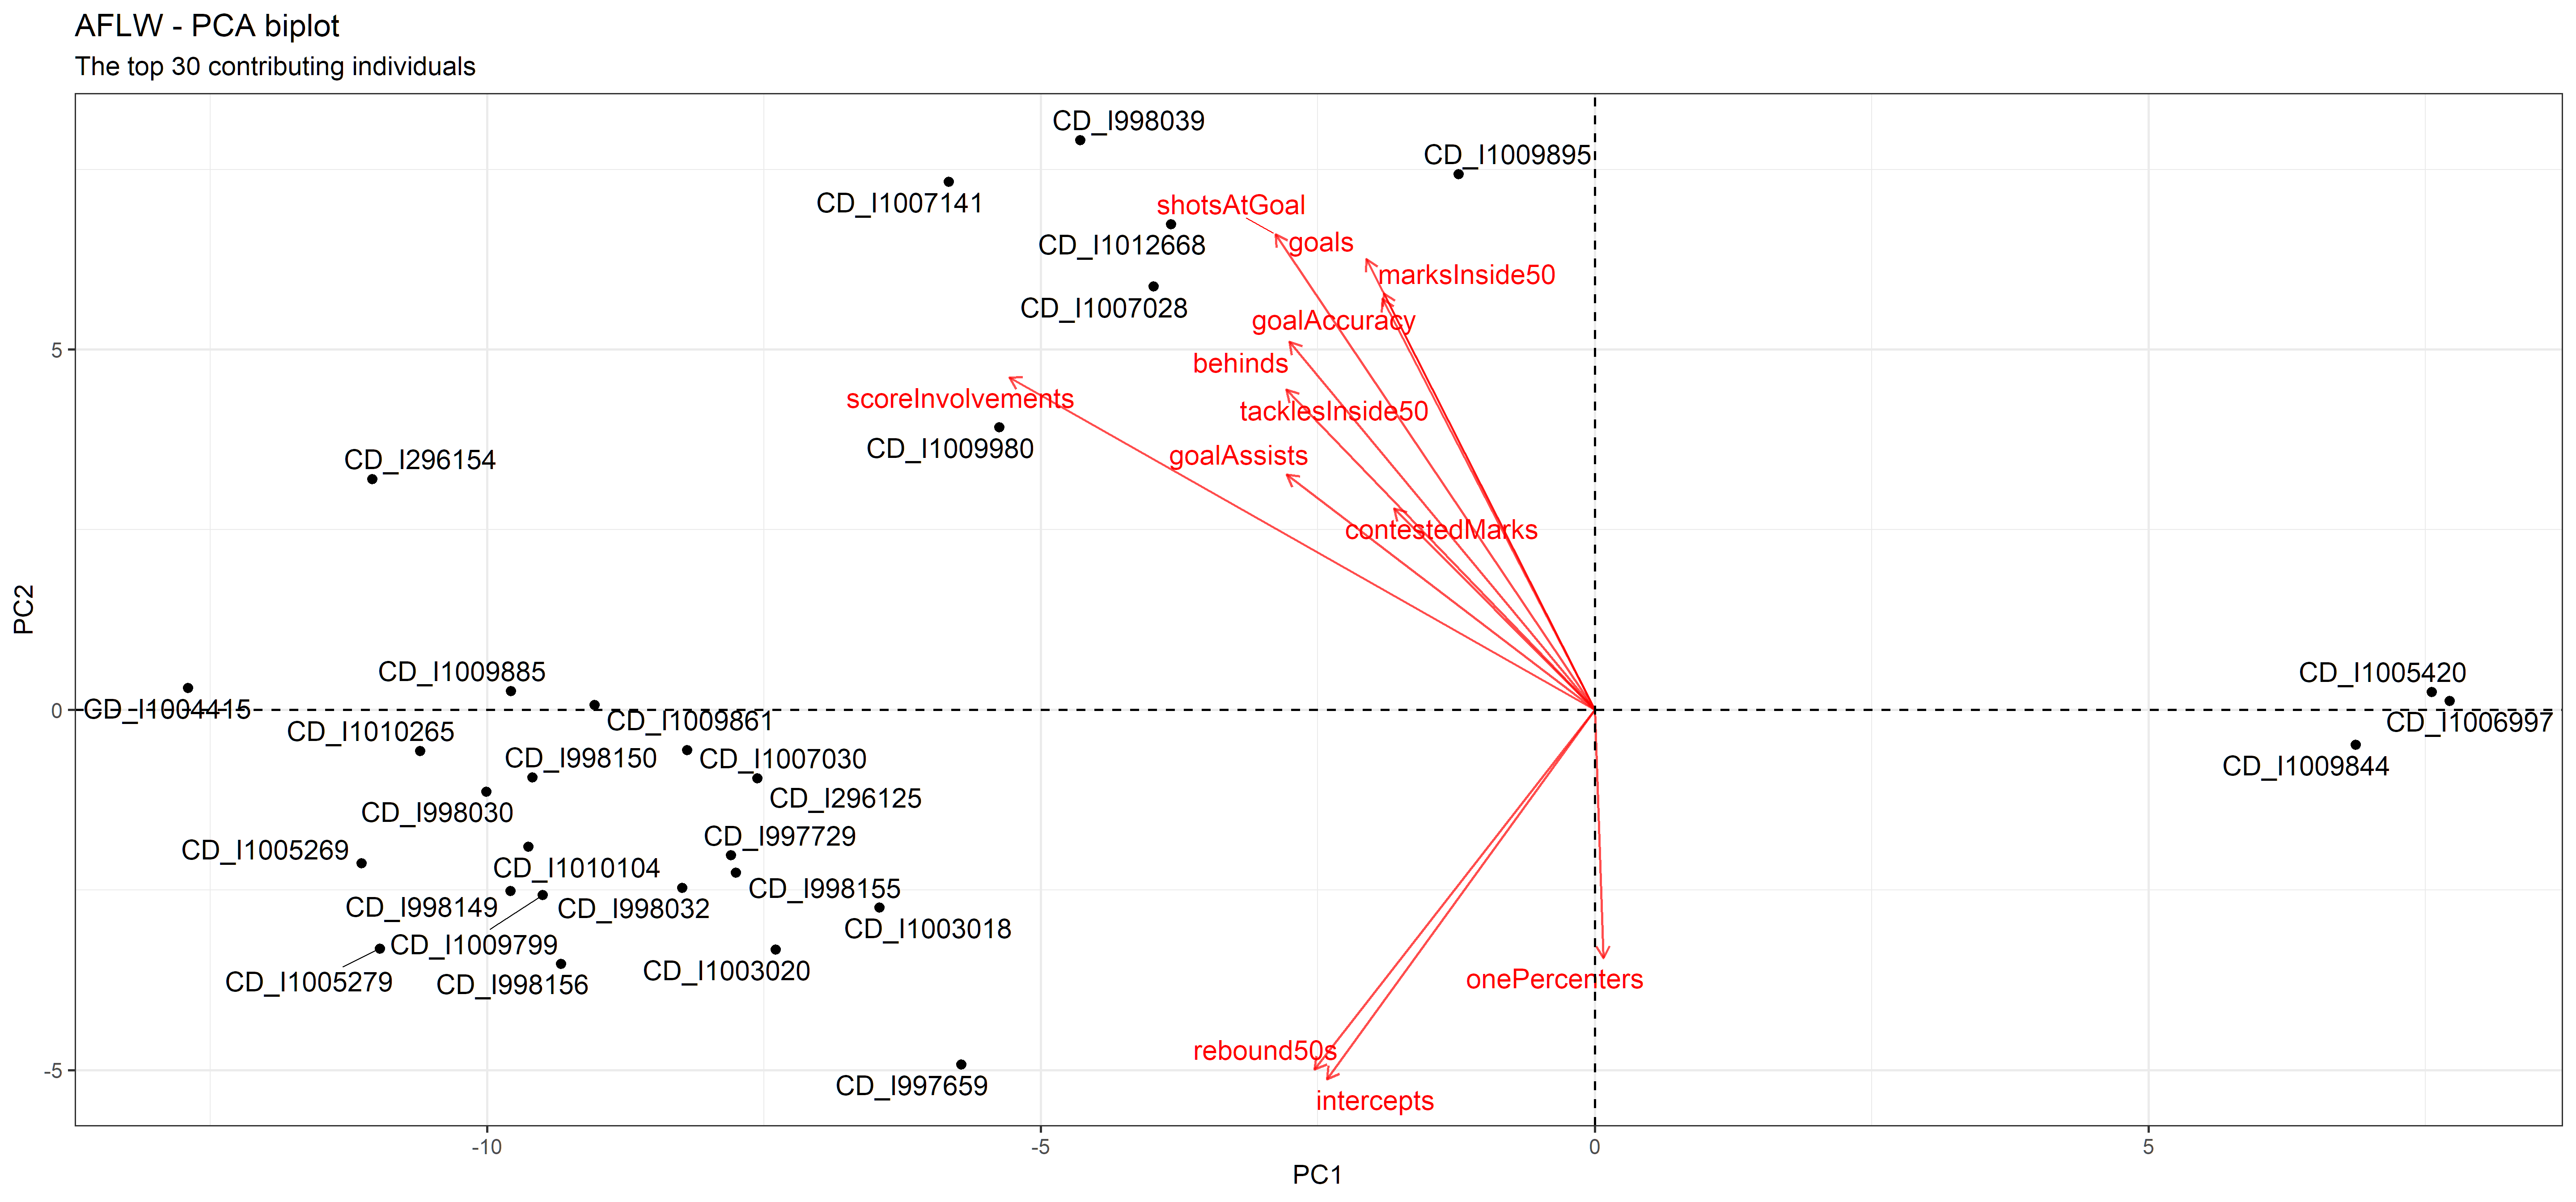 AFLW - PCA biplot
The top 30 contributing individuals
CD_I998039
CD_I1009895
CD_I1007141
shotsAtGoal
CD_I1012668
goals
marksInside50
CD_I1007028
goalAccuracy
5
behinds
scoreInvolvements
tacklesInside50
CD_I1009980
goalAssists
CD_I296154
contestedMarks
PC2
CD_I1009885
CD_I1005420
0
CD_I1004415
CD_I1009861
CD_I1006997
CD_I1010265
CD_I998150
CD_I1007030
CD_I1009844
CD_I296125
CD_I998030
CD_I997729
CD_I1005269
CD_I1010104
CD_I998155
CD_I998149
CD_I998032
CD_I1003018
CD_I1009799
CD_I1003020
CD_I1005279
CD_I998156
onePercenters
rebound50s
-5
CD_I997659
intercepts
-10
-5
0
5
PC1